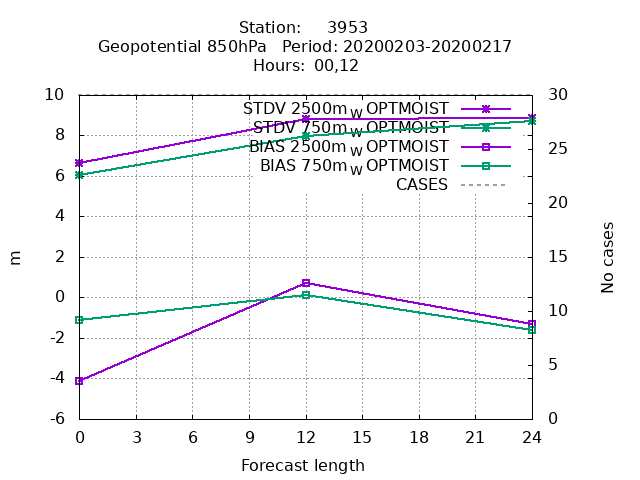 Station: 3953
Geopotential 850hPa Period: 20200203-20200217
Hours: 00,12
STDV 2500m W OPTMOIST
STDV 750m W OPTMOIST
BIAS 2500m W OPTMOIST
BIAS 750m W OPTMOIST
CASES
10
8
6
4
2
0
-2
-4
-6
m
30
25
20
15
10
5
0
No cases
0 3 6 9 12 15 18 21 24
Forecast length